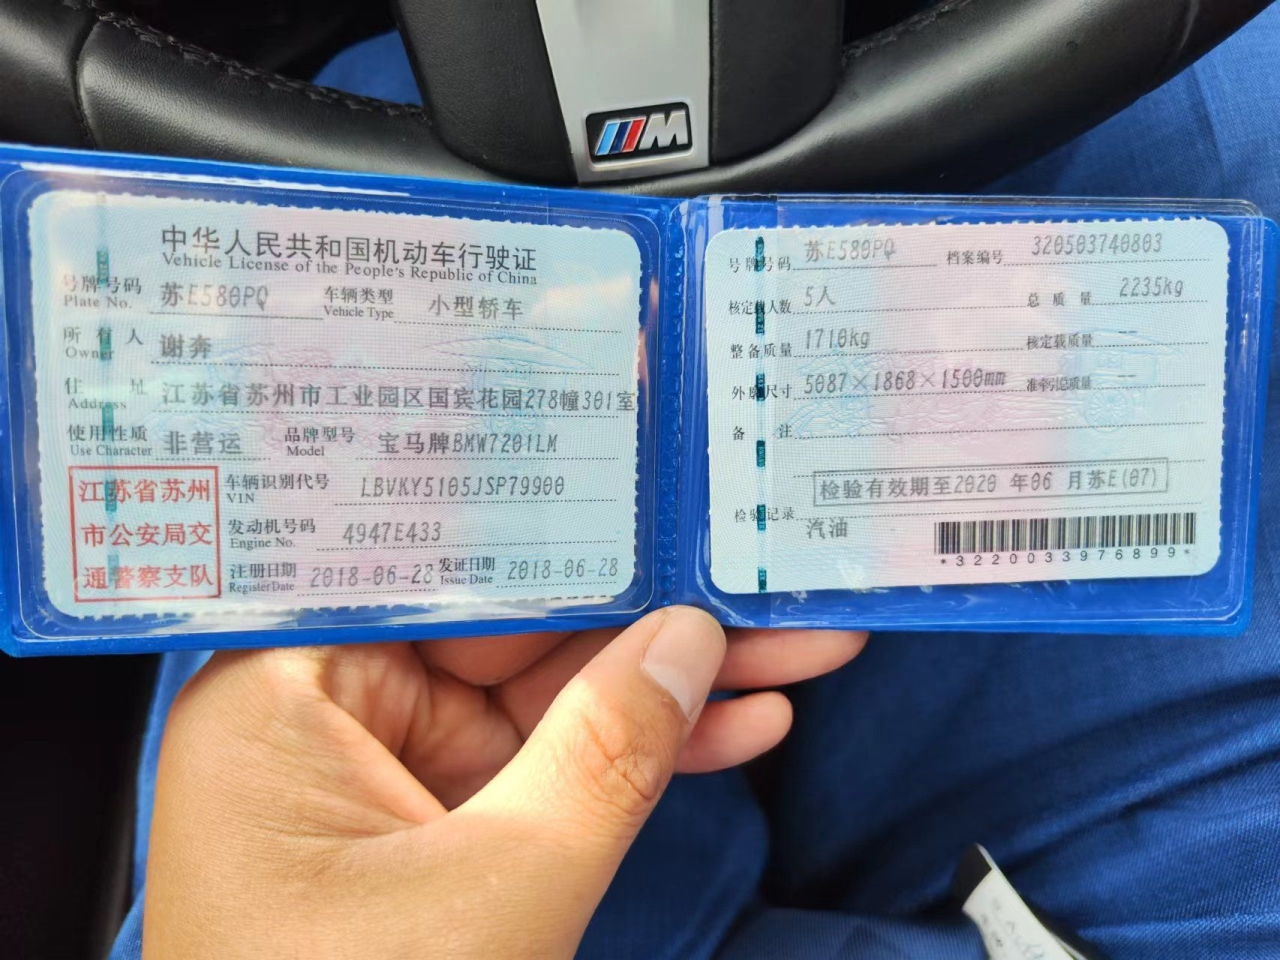 M
中华人民共和国机动车行驶证
Vehicle License of the People's Republic of China
号牌号码 苏E580PQ 车辆类型 小型轿车
Plate No. Vehicle Type
所有人 谢奔
Owner
住址 江苏省苏州市工业园区国宾花园278幢301室
Address
使用性质 非营运 品牌型号 宝马牌BMW7201LM
Use Character Model
江苏省苏州
市公安局交
通警察支队
车辆识别代号 LBVKY5105JSP79900
VIN
发动机号码 4947E433
Engine No.
注册日期 2018-06-28 发证日期 2018-06-28
Register Date Issue Date
号牌号码 苏E580PQ 档案编号 320503740803
核定载人数 5人 总质量 2235kg
整备质量 1710kg 核定载质量 --
外廓尺寸 5087×1868×1500mm 准牵引总质量 --
备注
检验有效期至2020 年06 月苏E(07)
检验记录
汽油
*3220033976899*